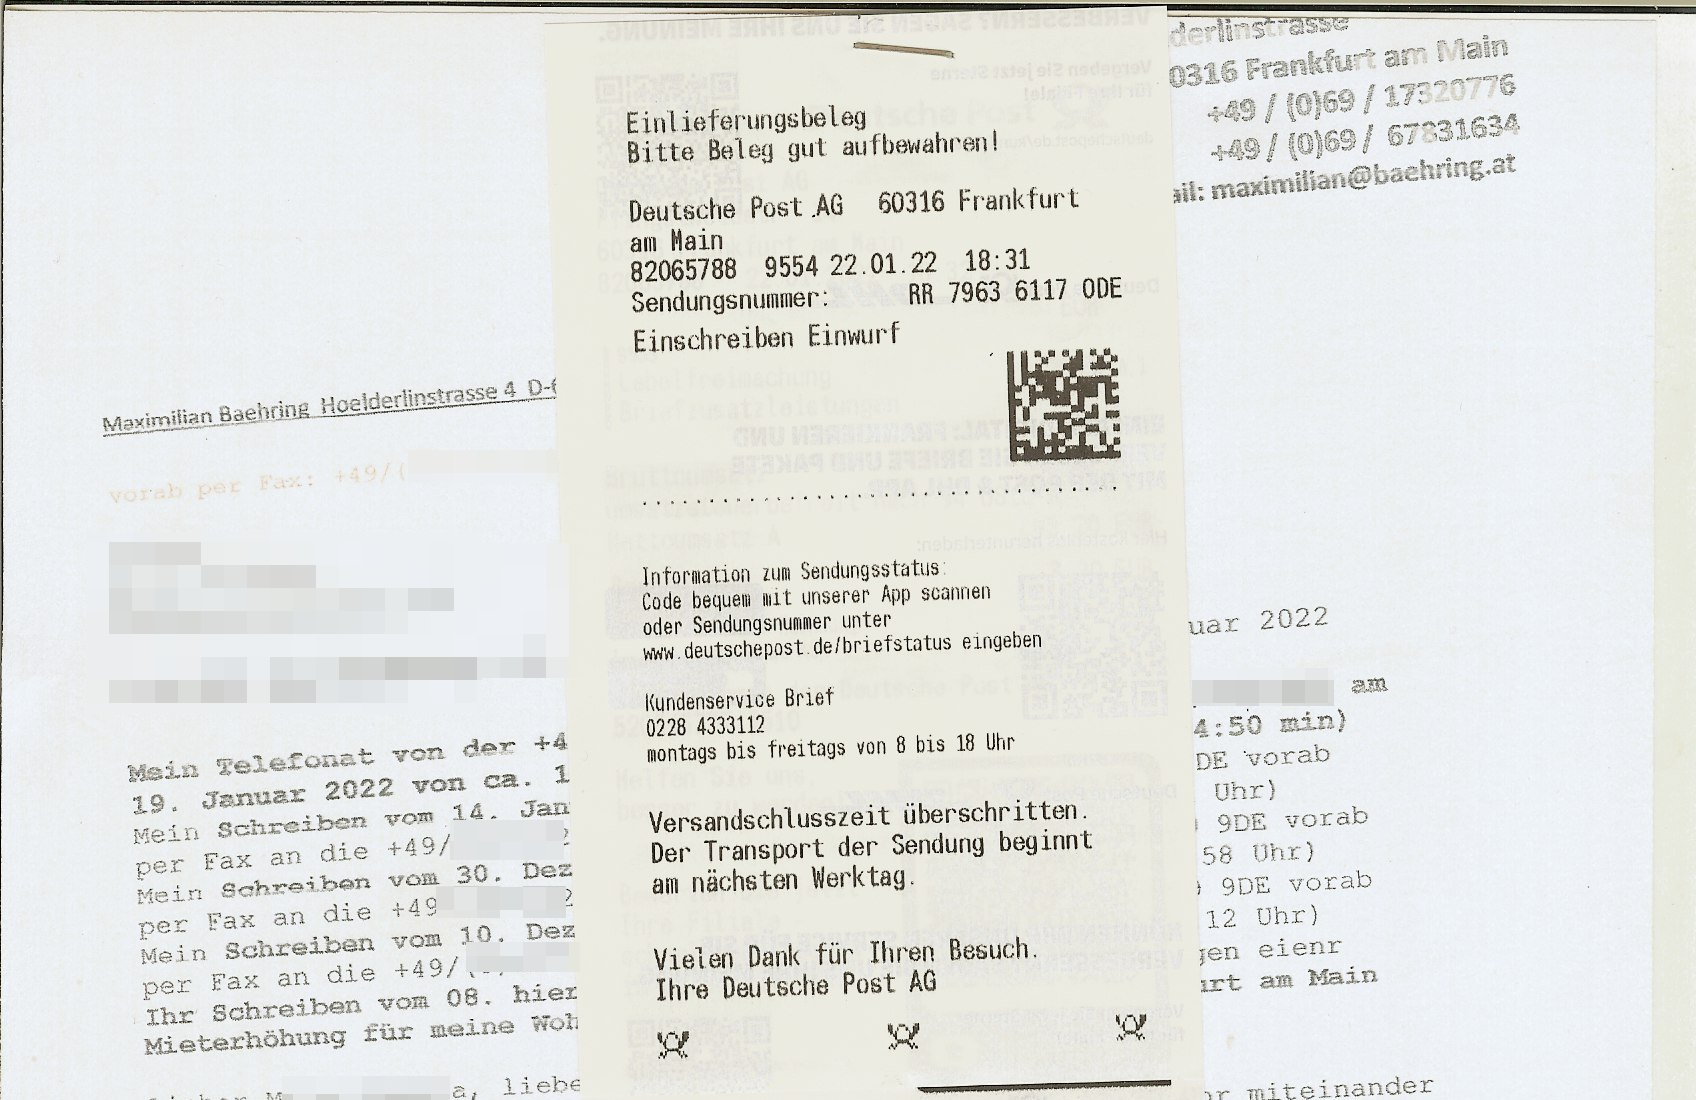 derlinstrasse
0316 Frankfurt am Main
+49 / (0)69 / 17320776
+49 / (0)69 / 67831634
ail: maximilian@baehring.at
Einlieferungsbeleg
Bitte Beleg gut aufbewahren!
Deutsche Post AG 60316 Frankfurt
am Main
82065788 9554 22.01.22 18:31
Sendungsnummer: RR 7963 6117 0DE
Einschreiben Einwurf
Information zum Sendungsstatus:
Code bequem mit unserer App scannen
oder Sendungsnummer unter
www.deutschepost.de/briefstatus eingeben
Kundenservice Brief
0228 4333112
montags bis freitags von 8 bis 18 Uhr
Versandschlusszeit überschritten.
Der Transport der Sendung beginnt
am nächsten Werktag.
Vielen Dank für Ihren Besuch.
Ihre Deutsche Post AG
Maximilian Baehring Hoelderlinstrasse 4 D-6
vorab per Fax: +49/(
uar 2022
am
Mein Telefonat von der +4
4:50 min)
19. Januar 2022 von ca. 1
DE vorab
Mein Schreiben vom 14. Jan
Uhr)
per Fax an die +49/
9DE vorab
Mein Schreiben vom 30. Dez
58 Uhr)
per Fax an die +49
9DE vorab
Mein Schreiben vom 10. Dez
12 Uhr)
per Fax an die +49/
gen eienr
Ihr Schreiben vom 08. hier
urt am Main
Mieterhöhung für meine Woh
a, liebe
or miteinander